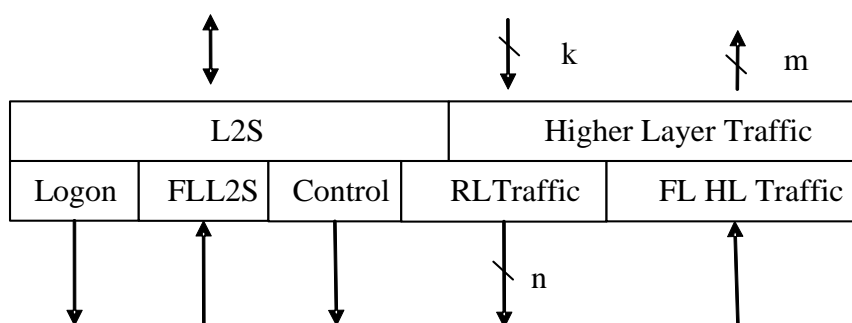 k
m
L2S Higher Layer Traffic
Logon FLL2S Control RLTraffic FL HL Traffic
n